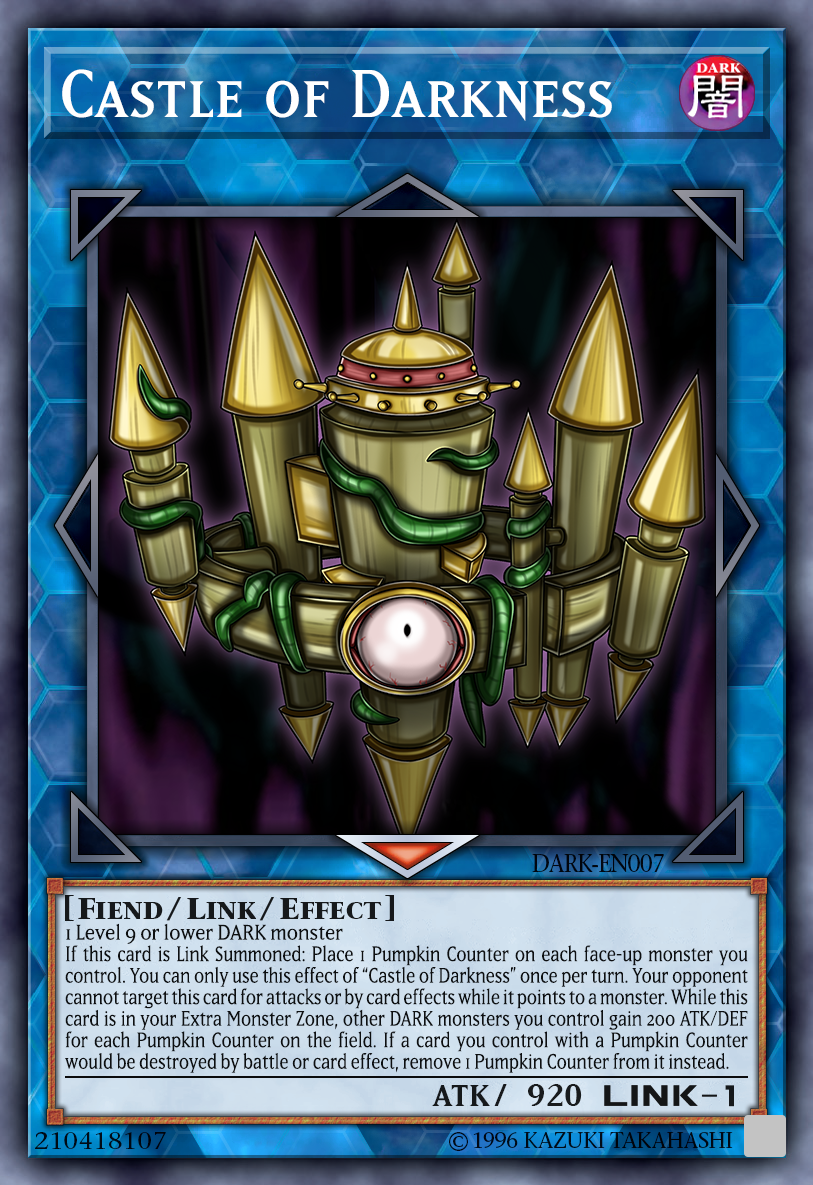 Castle of Darkness
DARK
闇
DARK-EN007
[Fiend/Link/Effect]
1 Level 9 or lower DARK monster
If this card is Link Summoned: Place 1 Pumpkin Counter on each face-up monster you
control. You can only use this effect of “Castle of Darkness” once per turn. Your opponent
cannot target this card for attacks or by card effects while it points to a monster. While this
card is in your Extra Monster Zone, other DARK monsters you control gain 200 ATK/DEF
for each Pumpkin Counter on the field. If a card you control with a Pumpkin Counter
would be destroyed by battle or card effect, remove 1 Pumpkin Counter from it instead.
ATK/ 920 LINK-1
210418107
©1996 KAZUKI TAKAHASHI